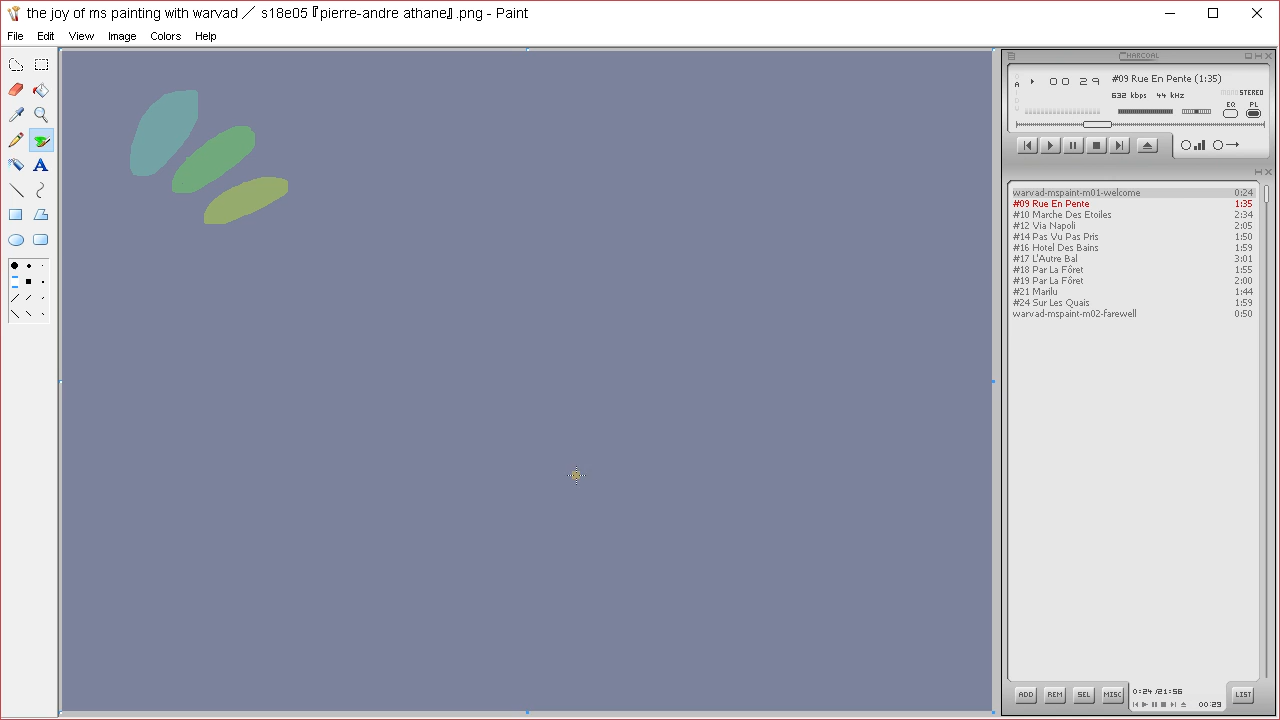 the joy of ms painting with warvad ／ s18e05『pierre-andre athane』.png - Paint
File Edit View Image Colors Help
CHARCOAL
00 29
#09 Rue En Pente (1:35)
632 kbps 44 kHz
MONO STEREO
EQ PL
warvad-mspaint-m01-welcome 0:24
#09 Rue En Pente 1:35
#10 Marche Des Etoiles 2:34
#12 Via Napoli 2:05
#14 Pas Vu Pas Pris 1:50
#16 Hotel Des Bains 1:59
#17 L'Autre Bal 3:01
#18 Par La Fôret 1:55
#19 Par La Fôret 2:00
#21 Marilu 1:44
#24 Sur Les Quais 1:59
warvad-mspaint-m02-farewell 0:50
ADD REM SEL MISC 0:24/21:56 LIST
00:29